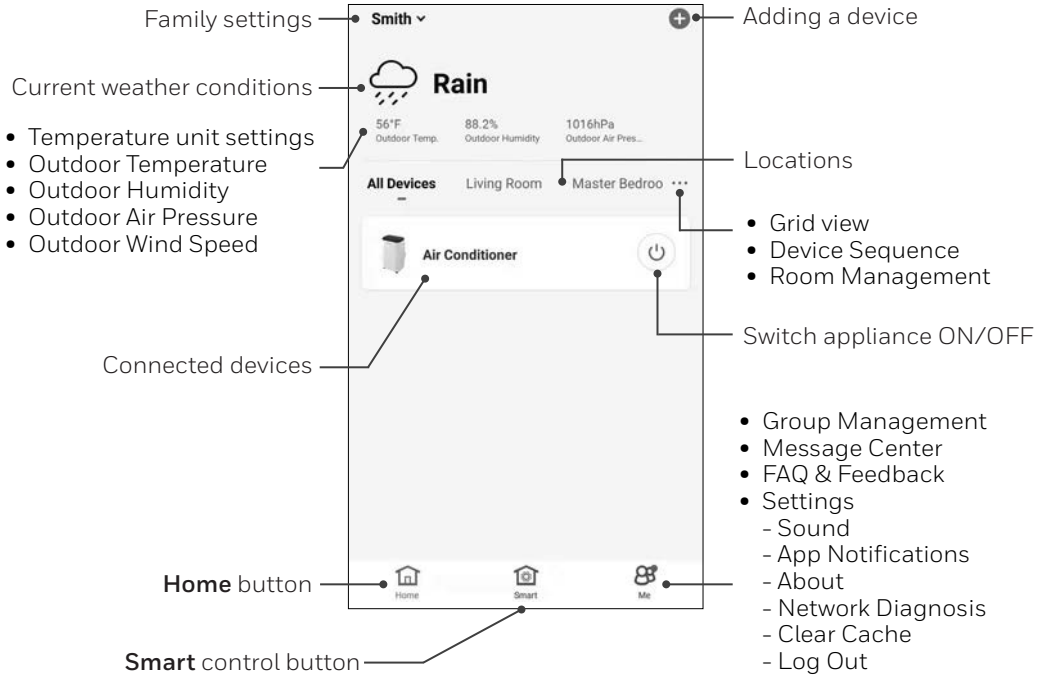 Family settings
Smith
Adding a device
Current weather conditions
Rain
56°F
Outdoor Temp.
88.2%
Outdoor Humidity
1016hPa
Outdoor Air Pres...
• Temperature unit settings
• Outdoor Temperature
• Outdoor Humidity
• Outdoor Air Pressure
• Outdoor Wind Speed
Locations
All Devices
Living Room
Master Bedroo ...
• Grid view
• Device Sequence
• Room Management
Air Conditioner
Switch appliance ON/OFF
Connected devices
• Group Management
• Message Center
• FAQ & Feedback
• Settings
- Sound
- App Notifications
- About
- Network Diagnosis
- Clear Cache
- Log Out
Home button
Home
Smart
Me
Smart control button